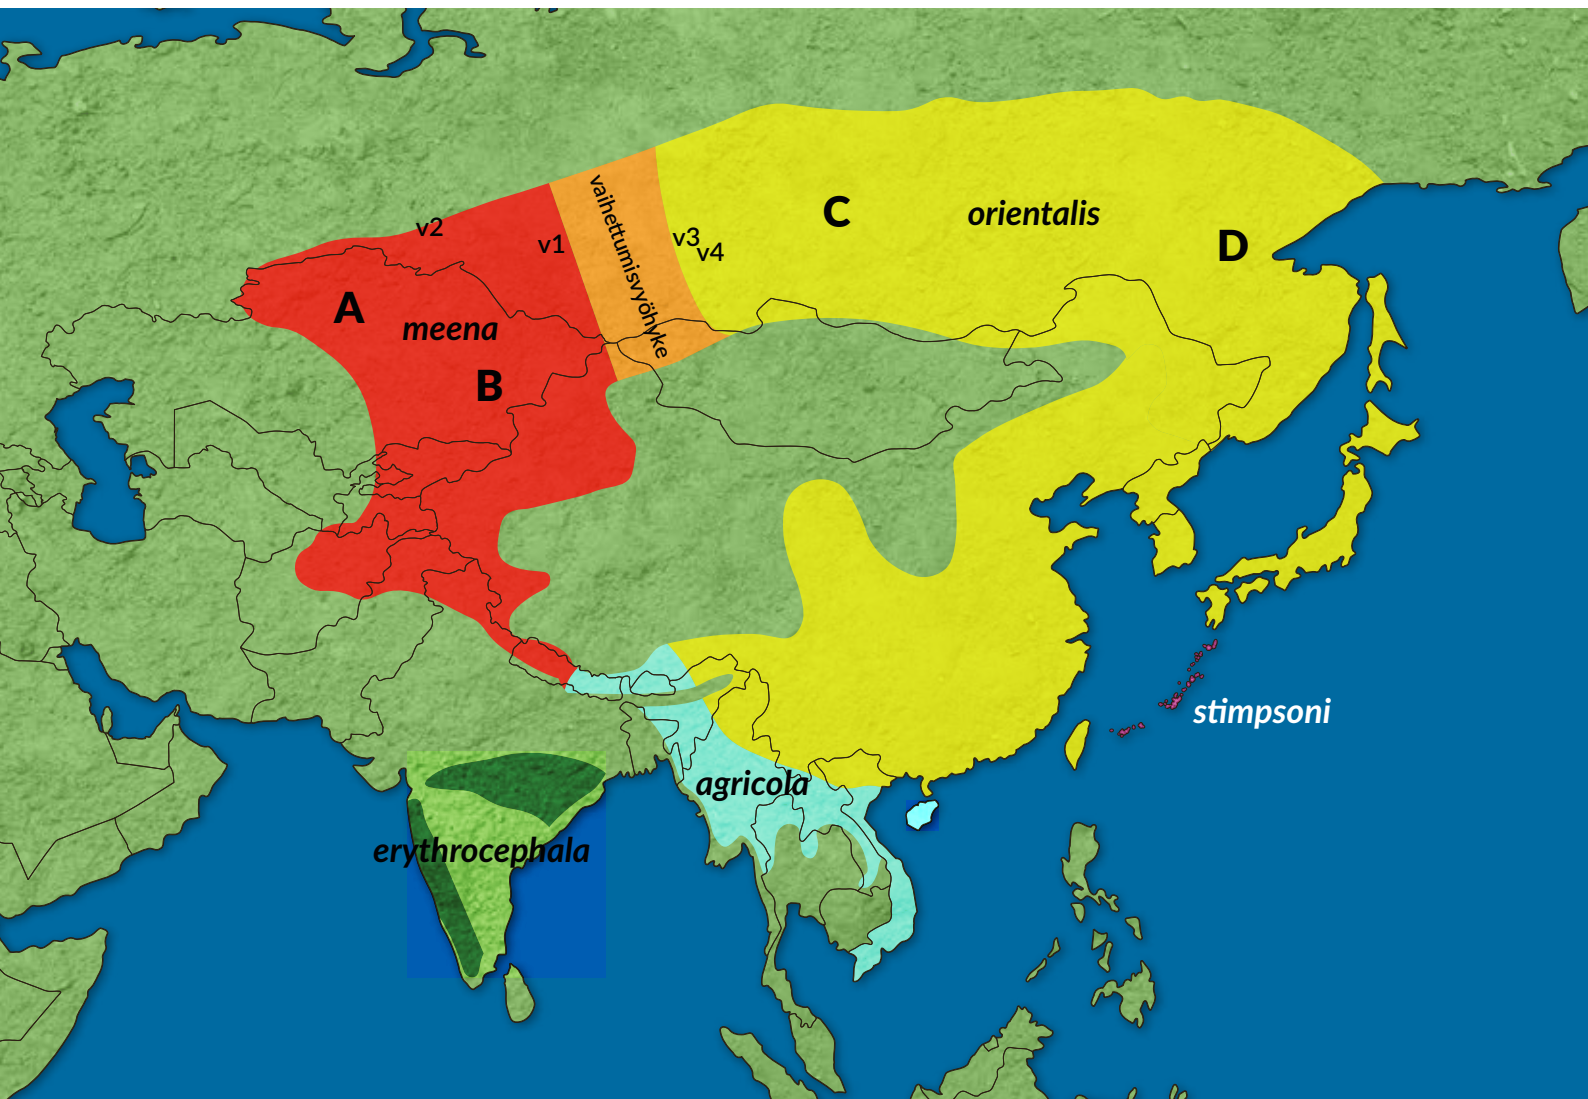 vaihettumisvyöhyke
C
orientalis
v2
v1
v3
v4
D
A
meena
B
stimpsoni
agricola
erythrocephala